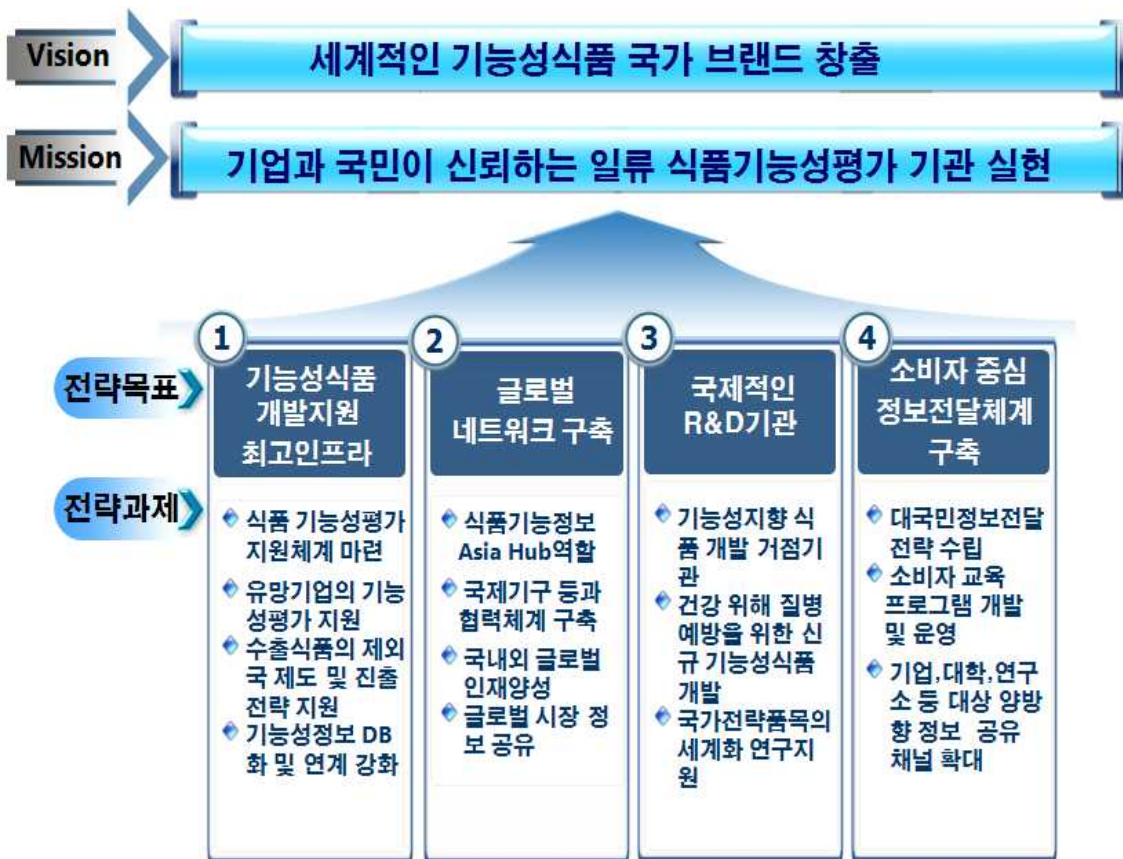 Vision
세계적인 기능성식품 국가 브랜드 창출
Mission
기업과 국민이 신뢰하는 일류 식품기능성평가 기관 실현
전략목표
1
기능성식품
개발지원
최고인프라
2
글로벌
네트워크 구축
3
국제적인
R&D기관
4
소비자 중심
정보전달체계
구축
전략과제
식품 기능성평가
지원체계 마련
유망기업의 기능
성평가 지원
수출식품의 제외
국 제도 및 진출
전략 지원
기능성정보 DB
화 및 연계 강화
식품기능정보
Asia Hub역할
국제기구 등과
협력체계 구축
국내외 글로벌
인재양성
글로벌 시장 정
보 공유
기능성지향 식
품 개발 거점기
관
건강 위해 질병
예방을 위한 신
규 기능성식품
개발
국가전략품목의
세계화 연구지
원
대국민정보전달
전략 수립
소비자 교육
프로그램 개발
및 운영
기업,대학,연구
소 등 대상 양방
향 정보 공유
채널 확대